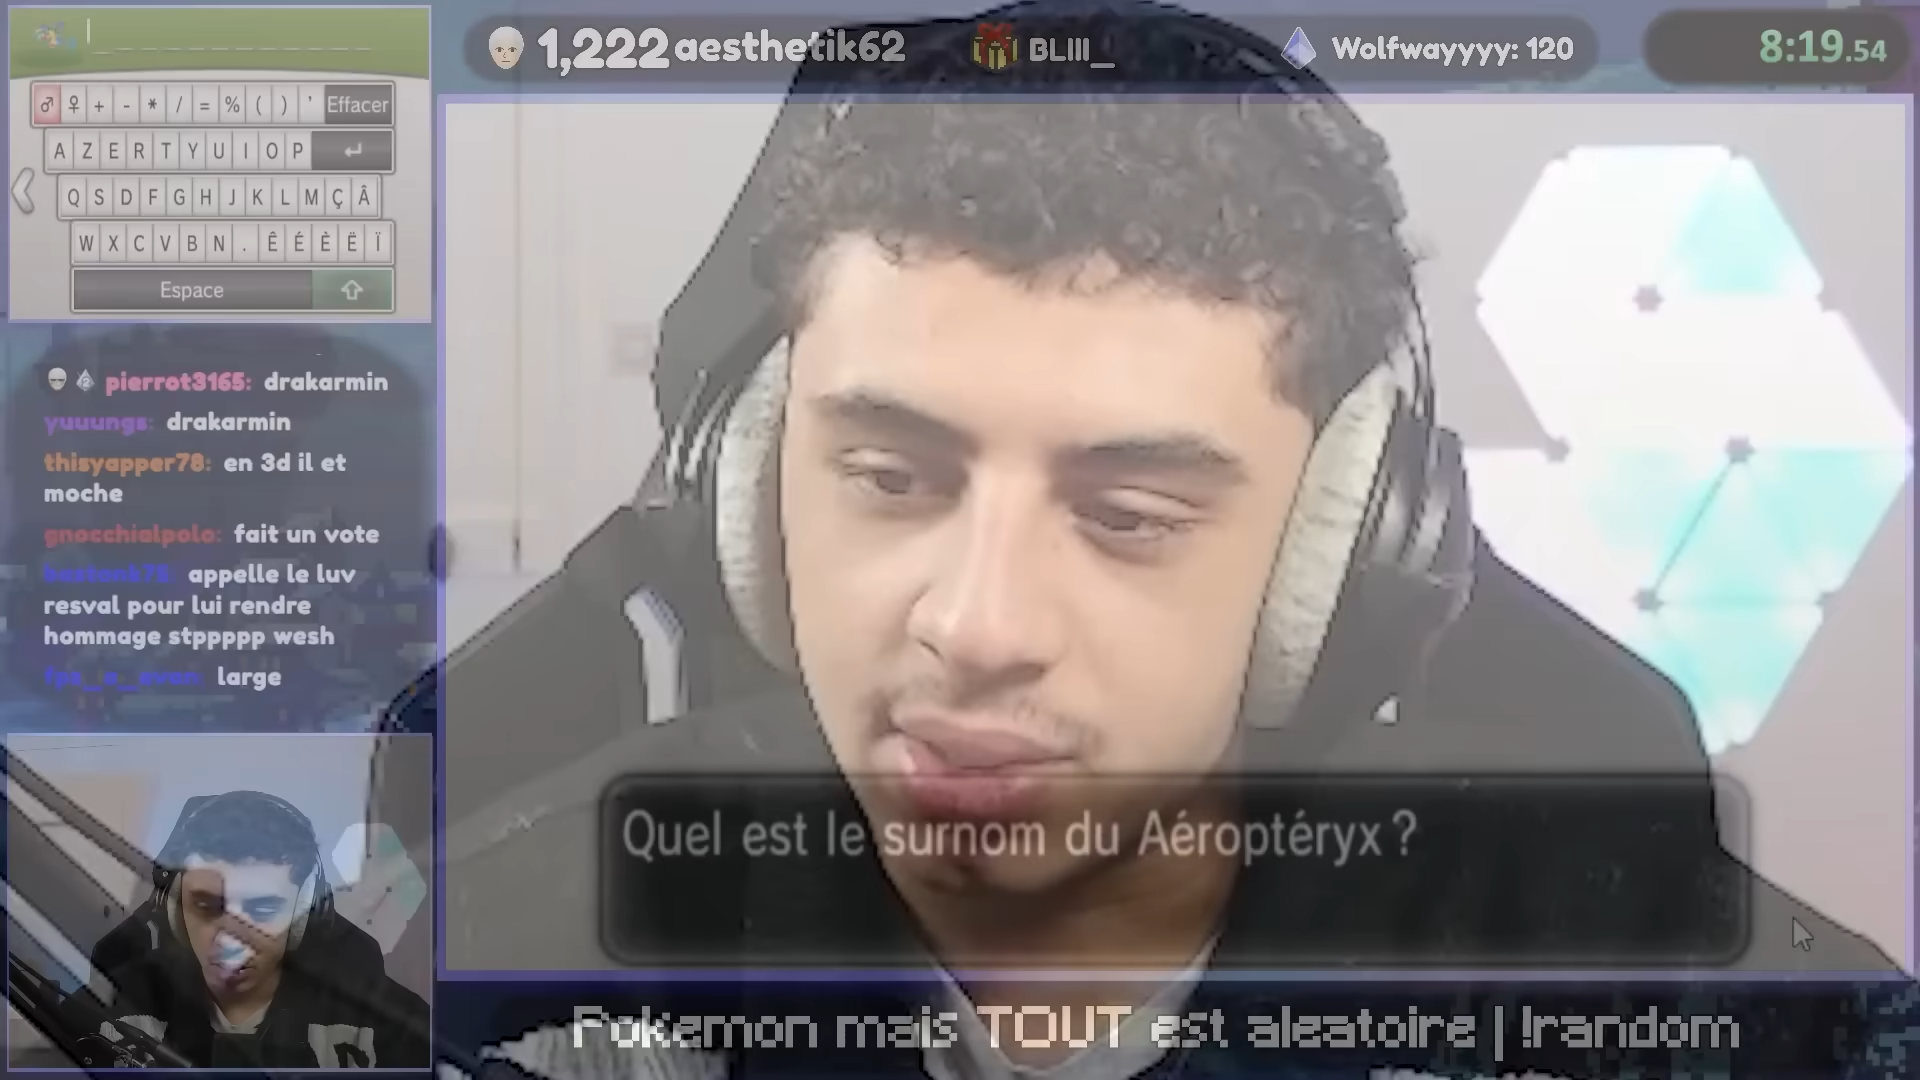 1,222 aesthetik62 BLIII_ Wolfwayyyy: 120 8:19.54
♂ ♀ + - * / = % ( ) ' Effacer
A Z E R T Y U I O P
Q S D F G H J K L M Ç Â
W X C V B N . Ê É È Ë Ï
Espace
pierrot3165: drakarmin
yuuungs: drakarmin
thisyapper78: en 3d il et
moche
gnocchialpolo: fait un vote
appelle le luv
resval pour lui rendre
hommage stppppp wesh
large
Quel est le surnom du Aéroptéryx ?
Pokemon mais TOUT est aleatoire | !random